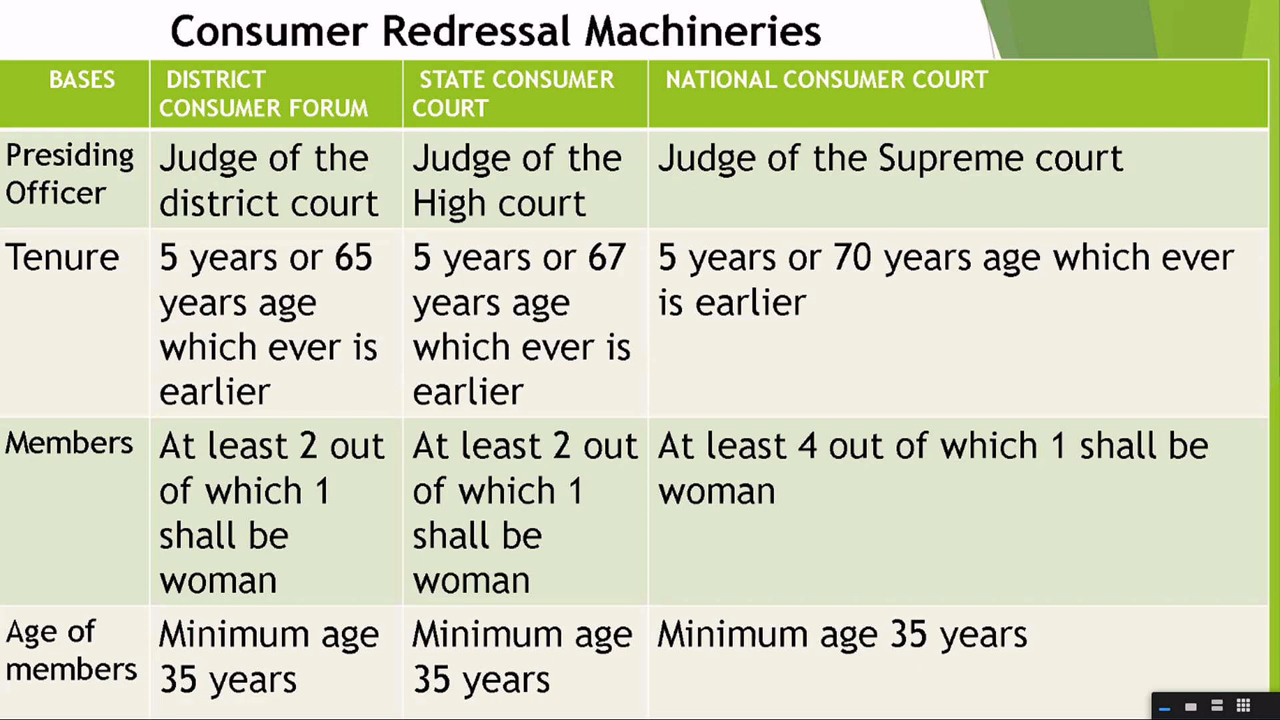 Consumer Redressal Machineries
BASES
DISTRICT
CONSUMER FORUM
STATE CONSUMER
COURT
NATIONAL CONSUMER COURT
Presiding
Officer
Judge of the
district court
Judge of the
High court
Judge of the Supreme court
Tenure
5 years or 65
years age
which ever is
earlier
5 years or 67
years age
which ever is
earlier
5 years or 70 years age which ever
is earlier
Members
At least 2 out
of which 1
shall be
woman
At least 2 out
of which 1
shall be
woman
At least 4 out of which 1 shall be
woman
Age of
members
Minimum age
35 years
Minimum age
35 years
Minimum age 35 years